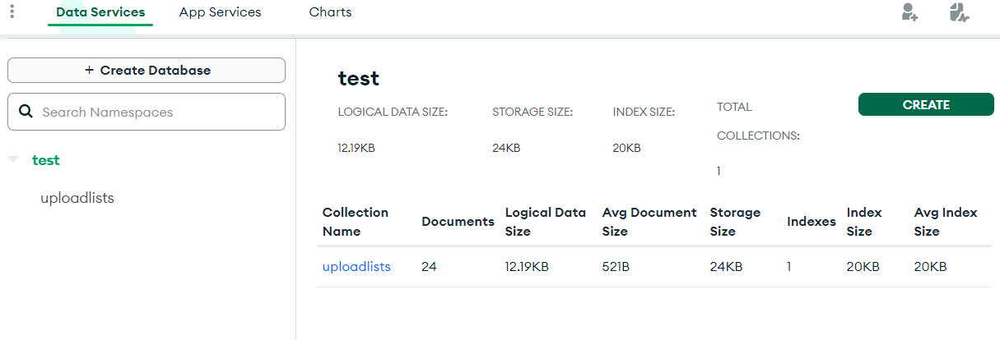 Data Services App Services Charts
+ Create Database
Search Namespaces
test
uploadlists
test
LOGICAL DATA SIZE: STORAGE SIZE: INDEX SIZE: TOTAL COLLECTIONS:
12.19KB 24KB 20KB 1
CREATE
Collection Name Documents Logical Data Size Avg Document Size Storage Size Indexes Index Size Avg Index Size
uploadlists 24 12.19KB 521B 24KB 1 20KB 20KB